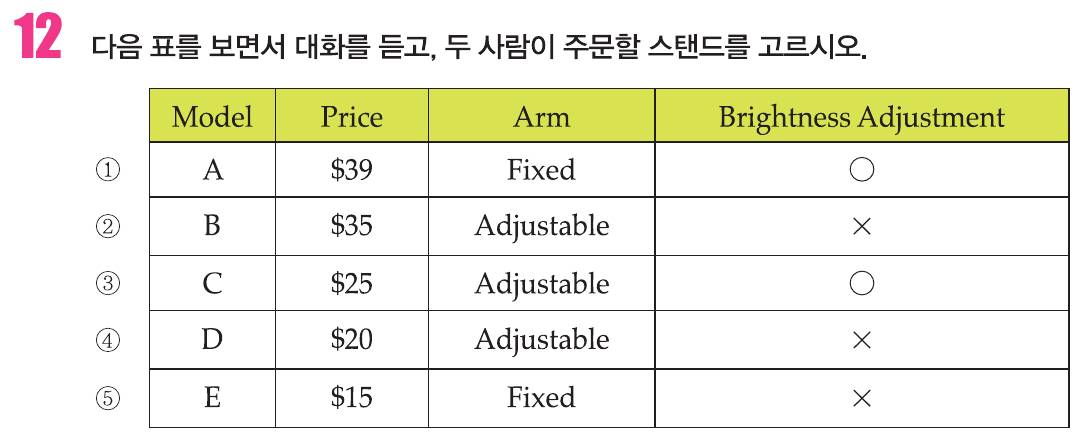 12 다음 표를 보면서 대화를 듣고, 두 사람이 주문할 스탠드를 고르시오.
Model Price Arm Brightness Adjustment
① A $39 Fixed ○
② B $35 Adjustable ×
③ C $25 Adjustable ○
④ D $20 Adjustable ×
⑤ E $15 Fixed ×